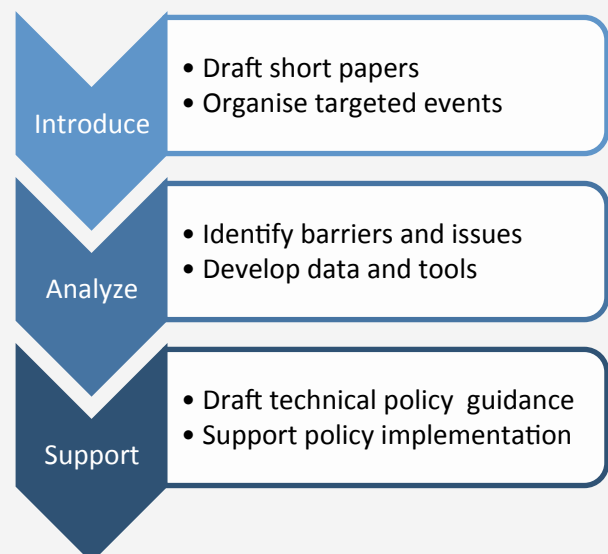 Introduce
• Draft short papers
• Organise targeted events
Analyze
• Identify barriers and issues
• Develop data and tools
Support
• Draft technical policy guidance
• Support policy implementation